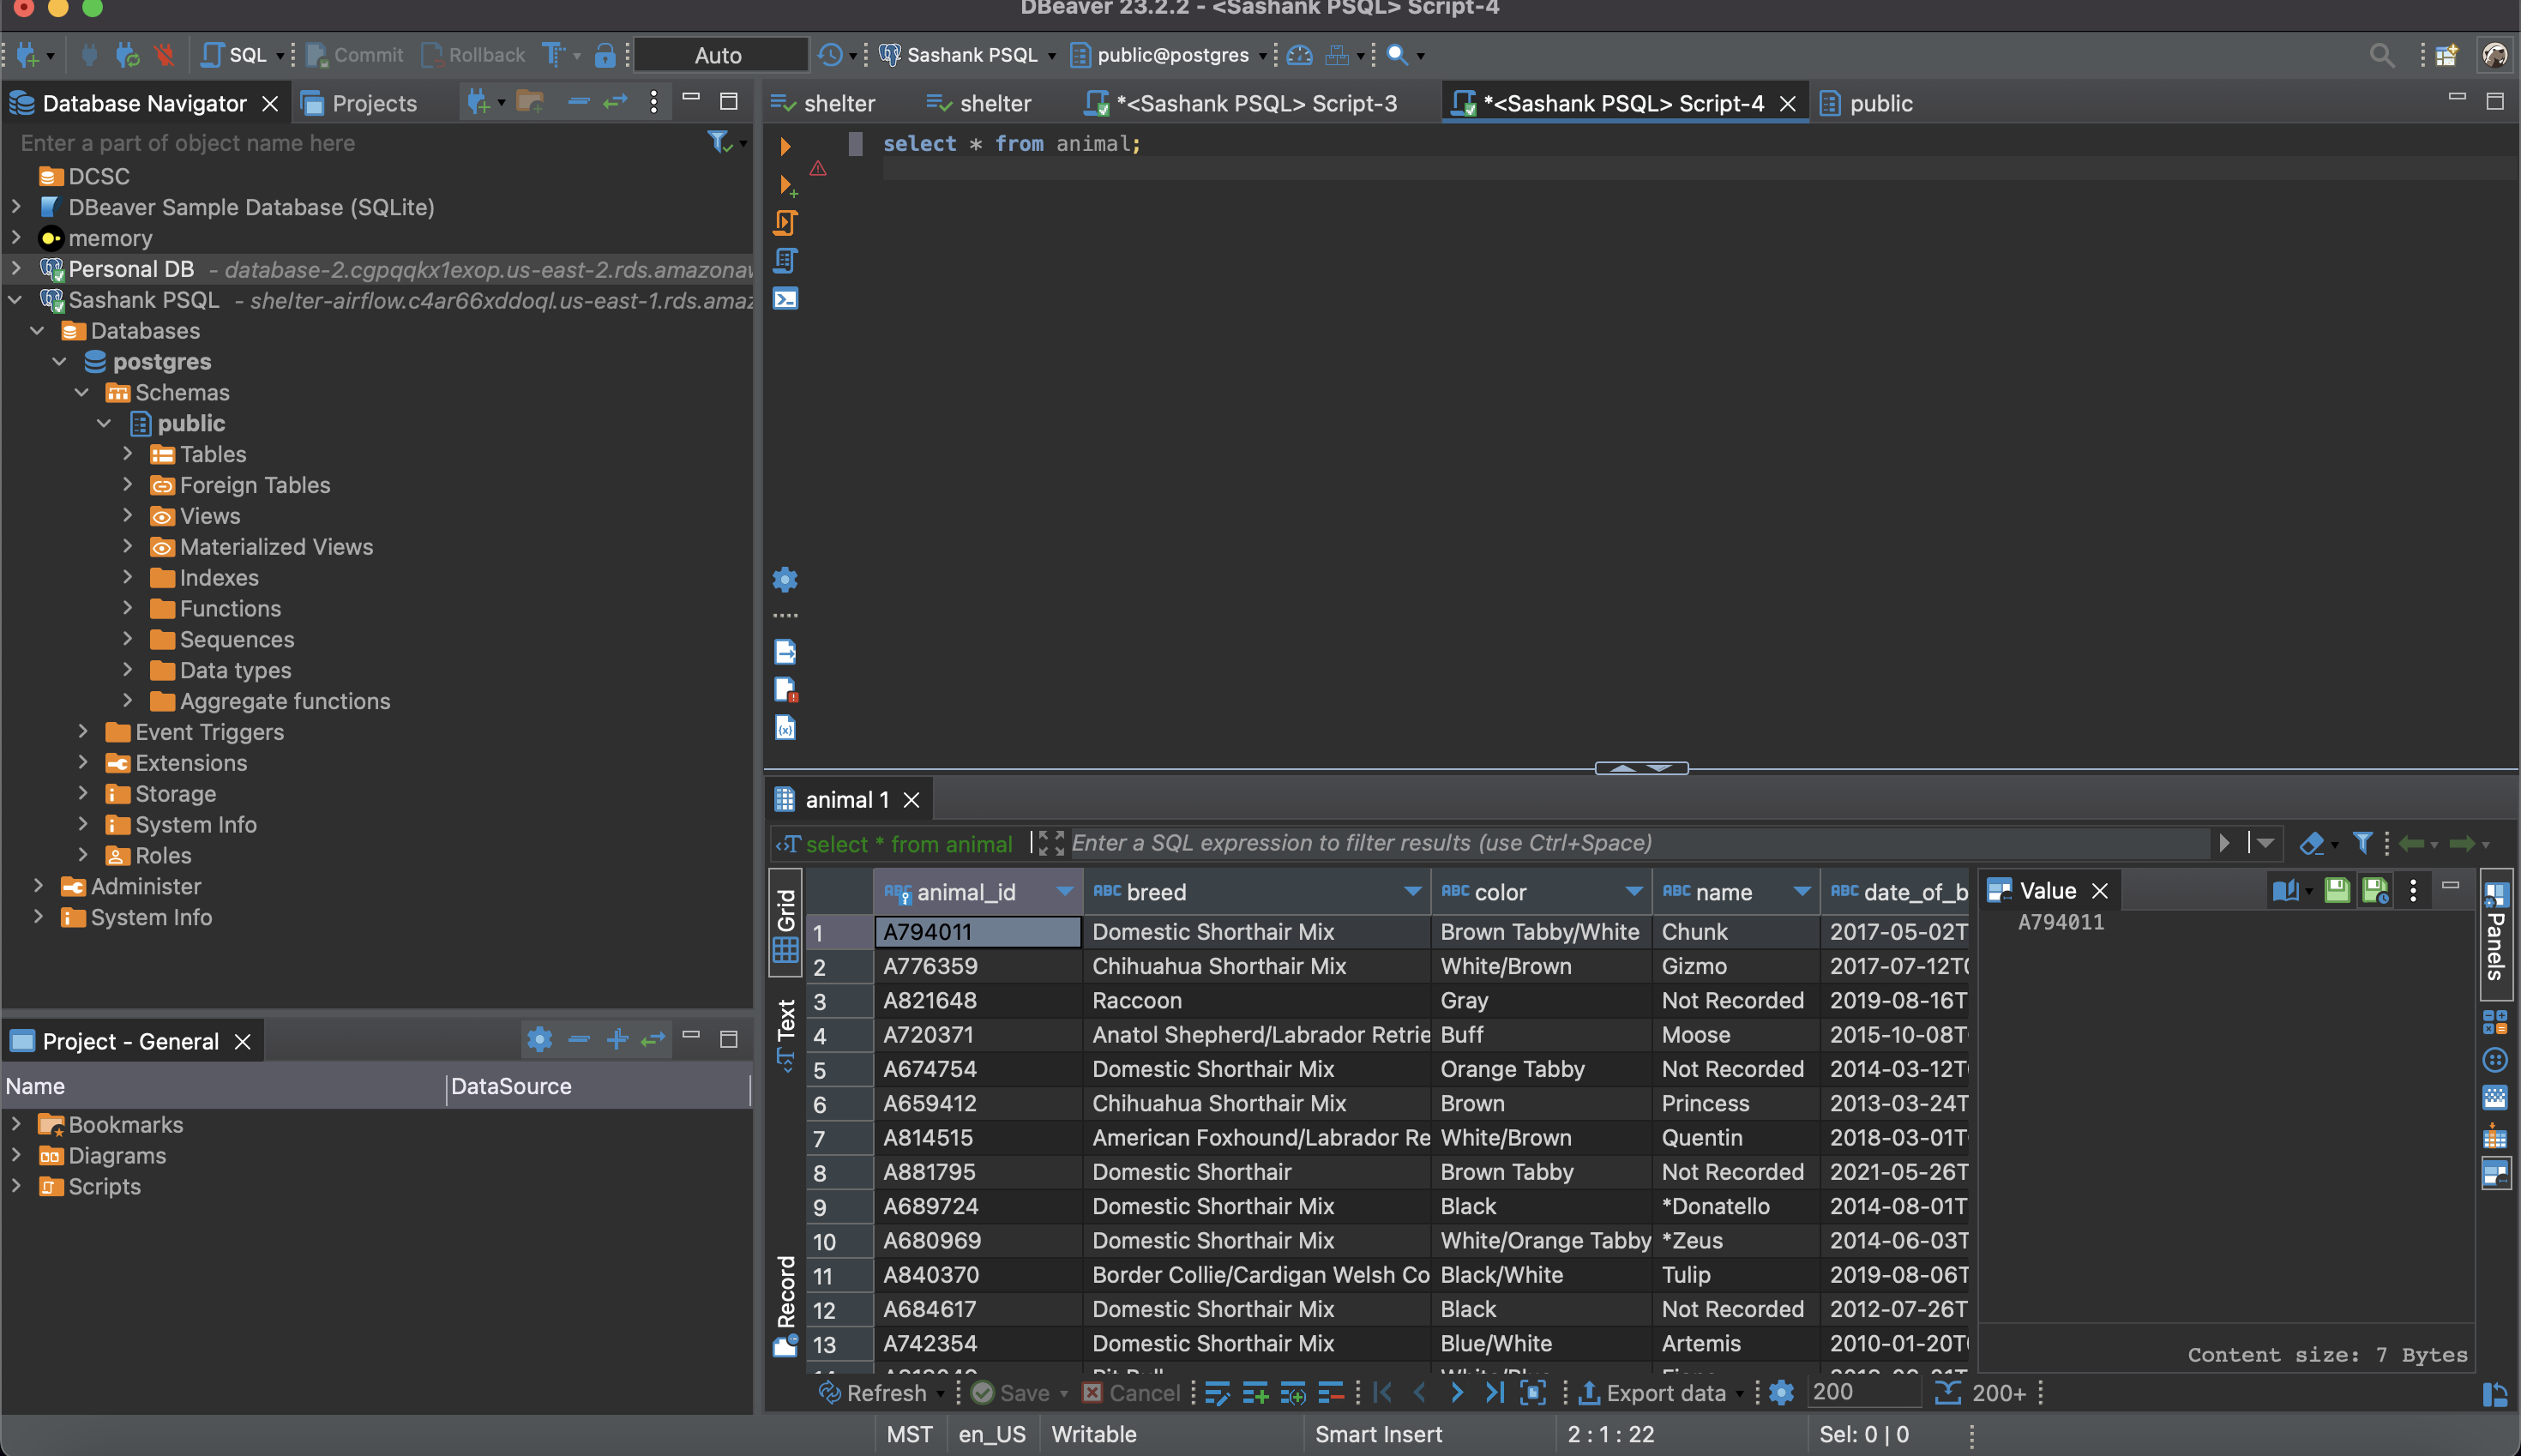 DBeaver 23.2.2 - <Sashank PSQL> Script-4
SQL Commit Rollback Auto Sashank PSQL public@postgres
Database Navigator Projects
Enter a part of object name here
DCSC
DBeaver Sample Database (SQLite)
memory
Personal DB - database-2.cgpqqkx1exop.us-east-2.rds.amazonaw
Sashank PSQL - shelter-airflow.c4ar66xddoql.us-east-1.rds.amaz
Databases
postgres
Schemas
public
Tables
Foreign Tables
Views
Materialized Views
Indexes
Functions
Sequences
Data types
Aggregate functions
Event Triggers
Extensions
Storage
System Info
Roles
Administer
System Info
Project - General
Name DataSource
Bookmarks
Diagrams
Scripts
shelter shelter *<Sashank PSQL> Script-3 *<Sashank PSQL> Script-4 public
select * from animal;
animal 1
select * from animal Enter a SQL expression to filter results (use Ctrl+Space)
Grid
Text
Record
ABC animal_id ABC breed ABC color ABC name ABC date_of_b
1 A794011 Domestic Shorthair Mix Brown Tabby/White Chunk 2017-05-02T
2 A776359 Chihuahua Shorthair Mix White/Brown Gizmo 2017-07-12T
3 A821648 Raccoon Gray Not Recorded 2019-08-16T
4 A720371 Anatol Shepherd/Labrador Retrie Buff Moose 2015-10-08T
5 A674754 Domestic Shorthair Mix Orange Tabby Not Recorded 2014-03-12T
6 A659412 Chihuahua Shorthair Mix Brown Princess 2013-03-24T
7 A814515 American Foxhound/Labrador Re White/Brown Quentin 2018-03-01T
8 A881795 Domestic Shorthair Brown Tabby Not Recorded 2021-05-26T
9 A689724 Domestic Shorthair Mix Black *Donatello 2014-08-01T
10 A680969 Domestic Shorthair Mix White/Orange Tabby *Zeus 2014-06-03T
11 A840370 Border Collie/Cardigan Welsh Co Black/White Tulip 2019-08-06T
12 A684617 Domestic Shorthair Mix Black Not Recorded 2012-07-26T
13 A742354 Domestic Shorthair Mix Blue/White Artemis 2010-01-20T
Value
A794011
Content size: 7 Bytes
Panels
Refresh Save Cancel Export data 200 200+
MST en_US Writable Smart Insert 2 : 1 : 22 Sel: 0 | 0